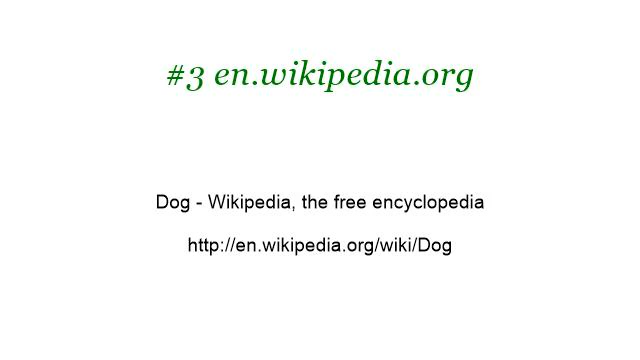 #3 en.wikipedia.org
Dog - Wikipedia, the free encyclopedia
http://en.wikipedia.org/wiki/Dog